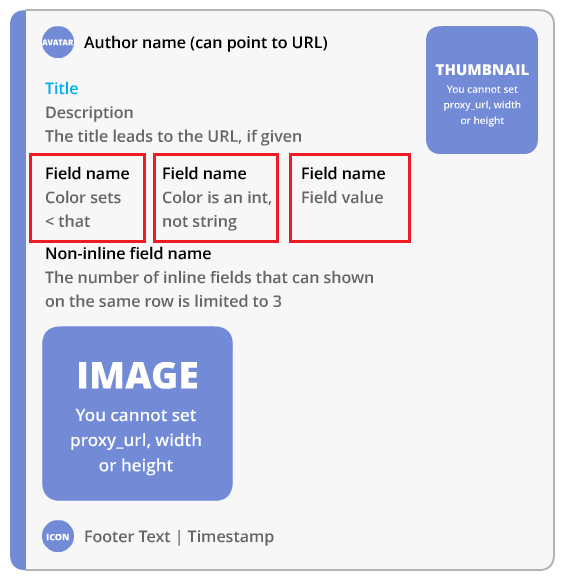 AVATAR Author name (can point to URL)
THUMBNAIL
You cannot set
proxy_url, width
or height
Title
Description
The title leads to the URL, if given
Field name
Color sets
< that
Field name
Color is an int,
not string
Field name
Field value
Non-inline field name
The number of inline fields that can shown
on the same row is limited to 3
IMAGE
You cannot set
proxy_url, width
or height
ICON Footer Text | Timestamp